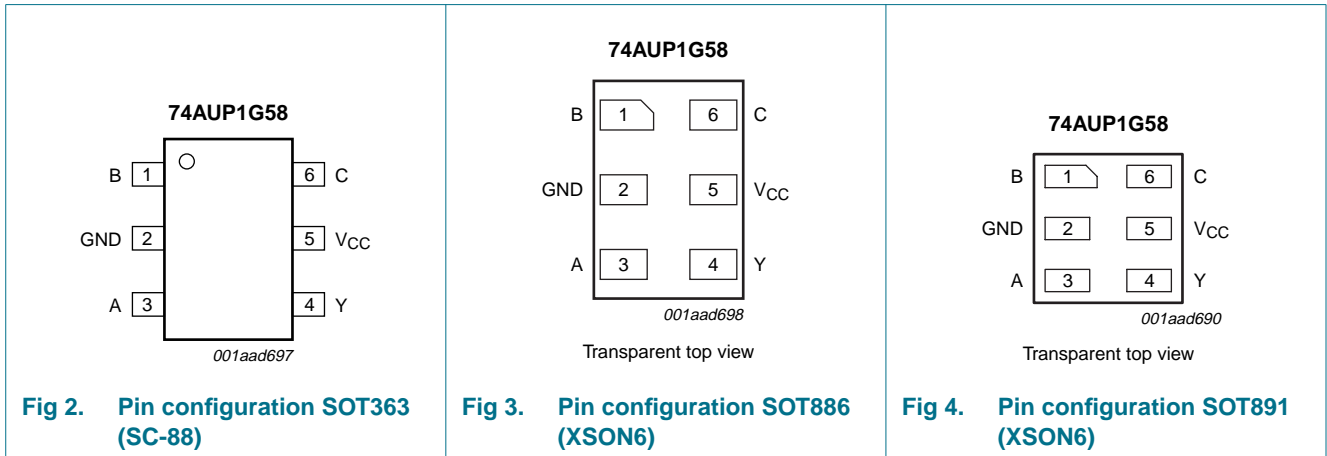 74AUP1G58
B 1 6 C
GND 2 5 VCC
A 3 4 Y
001aad697
Fig 2. Pin configuration SOT363
(SC-88)
74AUP1G58
B 1 6 C
GND 2 5 VCC
A 3 4 Y
001aad698
Transparent top view
Fig 3. Pin configuration SOT886
(XSON6)
74AUP1G58
B 1 6 C
GND 2 5 VCC
A 3 4 Y
001aad690
Transparent top view
Fig 4. Pin configuration SOT891
(XSON6)